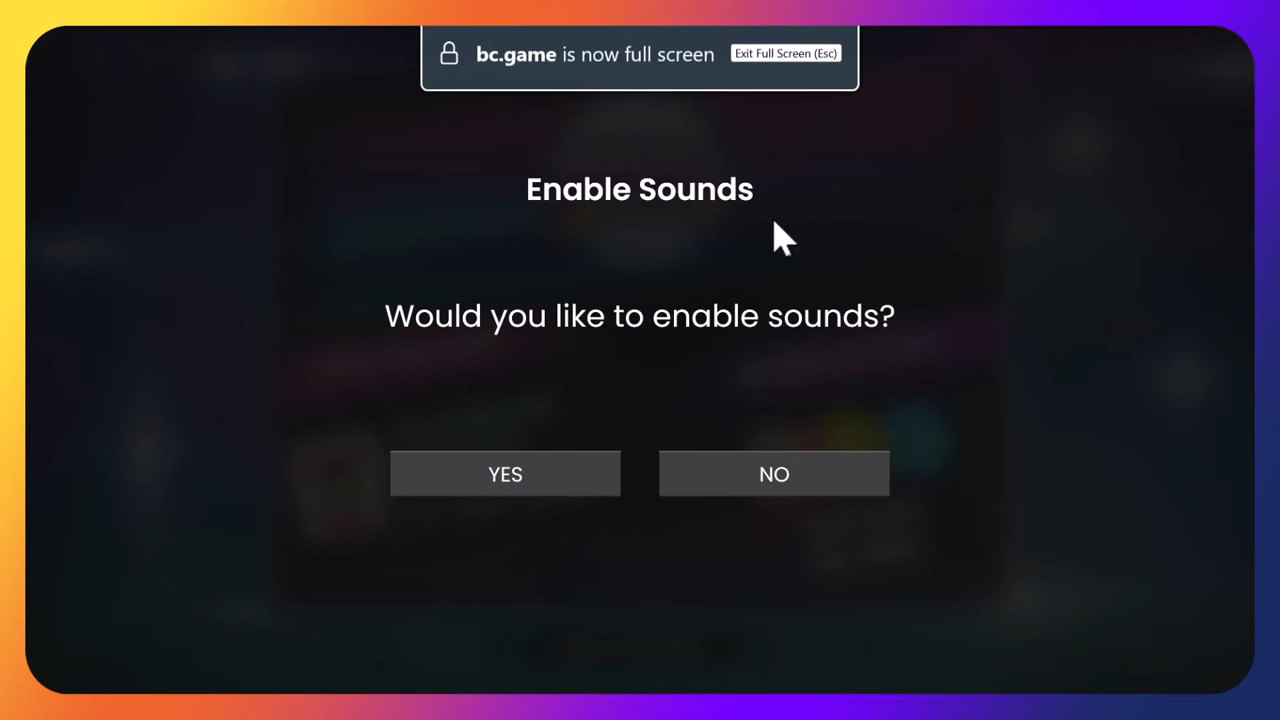 bc.game is now full screen Exit Full Screen (Esc)
Enable Sounds
Would you like to enable sounds?
YES NO